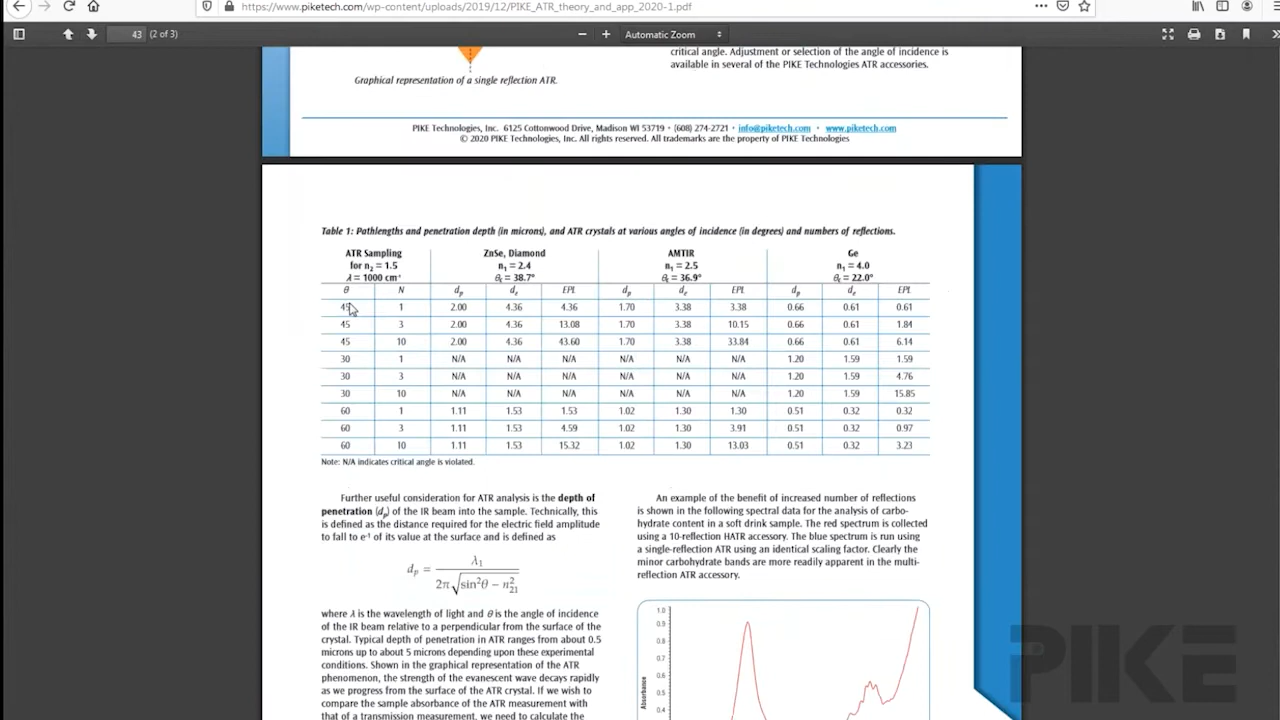 https://www.piketech.com/wp-content/uploads/2019/12/PIKE_ATR_theory_and_app_2020-1.pdf
43 (2 of 3)
Automatic Zoom
critical angle. Adjustment or selection of the angle of incidence is
available in several of the PIKE Technologies ATR accessories.
Graphical representation of a single reflection ATR.
PIKE Technologies, Inc. 6125 Cottonwood Drive, Madison WI 53719 • (608) 274-2721 • info@piketech.com • www.piketech.com
© 2020 PIKE Technologies, Inc. All rights reserved. All trademarks are the property of PIKE Technologies
Table 1: Pathlengths and penetration depth (in microns), and ATR crystals at various angles of incidence (in degrees) and numbers of reflections.
ATR Sampling ZnSe, Diamond AMTIR Ge
for n₂ = 1.5 n₁ = 2.4 n₁ = 2.5 n₁ = 4.0
λ = 1000 cm⁻ θc = 38.7° θc = 36.9° θc = 22.0°
θ N dp de EPL dp de EPL dp de EPL
45 1 2.00 4.36 4.36 1.70 3.38 3.38 0.66 0.61 0.61
45 3 2.00 4.36 13.08 1.70 3.38 10.15 0.66 0.61 1.84
45 10 2.00 4.36 43.60 1.70 3.38 33.84 0.66 0.61 6.14
30 1 N/A N/A N/A N/A N/A N/A 1.20 1.59 1.59
30 3 N/A N/A N/A N/A N/A N/A 1.20 1.59 4.76
30 10 N/A N/A N/A N/A N/A N/A 1.20 1.59 15.85
60 1 1.11 1.53 1.53 1.02 1.30 1.30 0.51 0.32 0.32
60 3 1.11 1.53 4.59 1.02 1.30 3.91 0.51 0.32 0.97
60 10 1.11 1.53 15.32 1.02 1.30 13.03 0.51 0.32 3.23
Note: N/A indicates critical angle is violated.
Further useful consideration for ATR analysis is the depth of
penetration (dp) of the IR beam into the sample. Technically, this
is defined as the distance required for the electric field amplitude
to fall to e⁻¹ of its value at the surface and is defined as
dp = λ₁ / 2π√sin²θ − n²₂₁
where λ is the wavelength of light and θ is the angle of incidence
of the IR beam relative to a perpendicular from the surface of the
crystal. Typical depth of penetration in ATR ranges from about 0.5
microns up to about 5 microns depending upon these experimental
conditions. Shown in the graphical representation of the ATR
phenomenon, the strength of the evanescent wave decays rapidly
as we progress from the surface of the ATR crystal. If we wish to
compare the sample absorbance of the ATR measurement with
that of a transmission measurement, we need to calculate the
An example of the benefit of increased number of reflections
is shown in the following spectral data for the analysis of carbo-
hydrate content in a soft drink sample. The red spectrum is collected
using a 10-reflection HATR accessory. The blue spectrum is run using
a single-reflection ATR using an identical scaling factor. Clearly the
minor carbohydrate bands are more readily apparent in the multi-
reflection ATR accessory.
1.0
0.9
0.8
0.7
0.6
0.5
0.4
Absorbance
PIKE